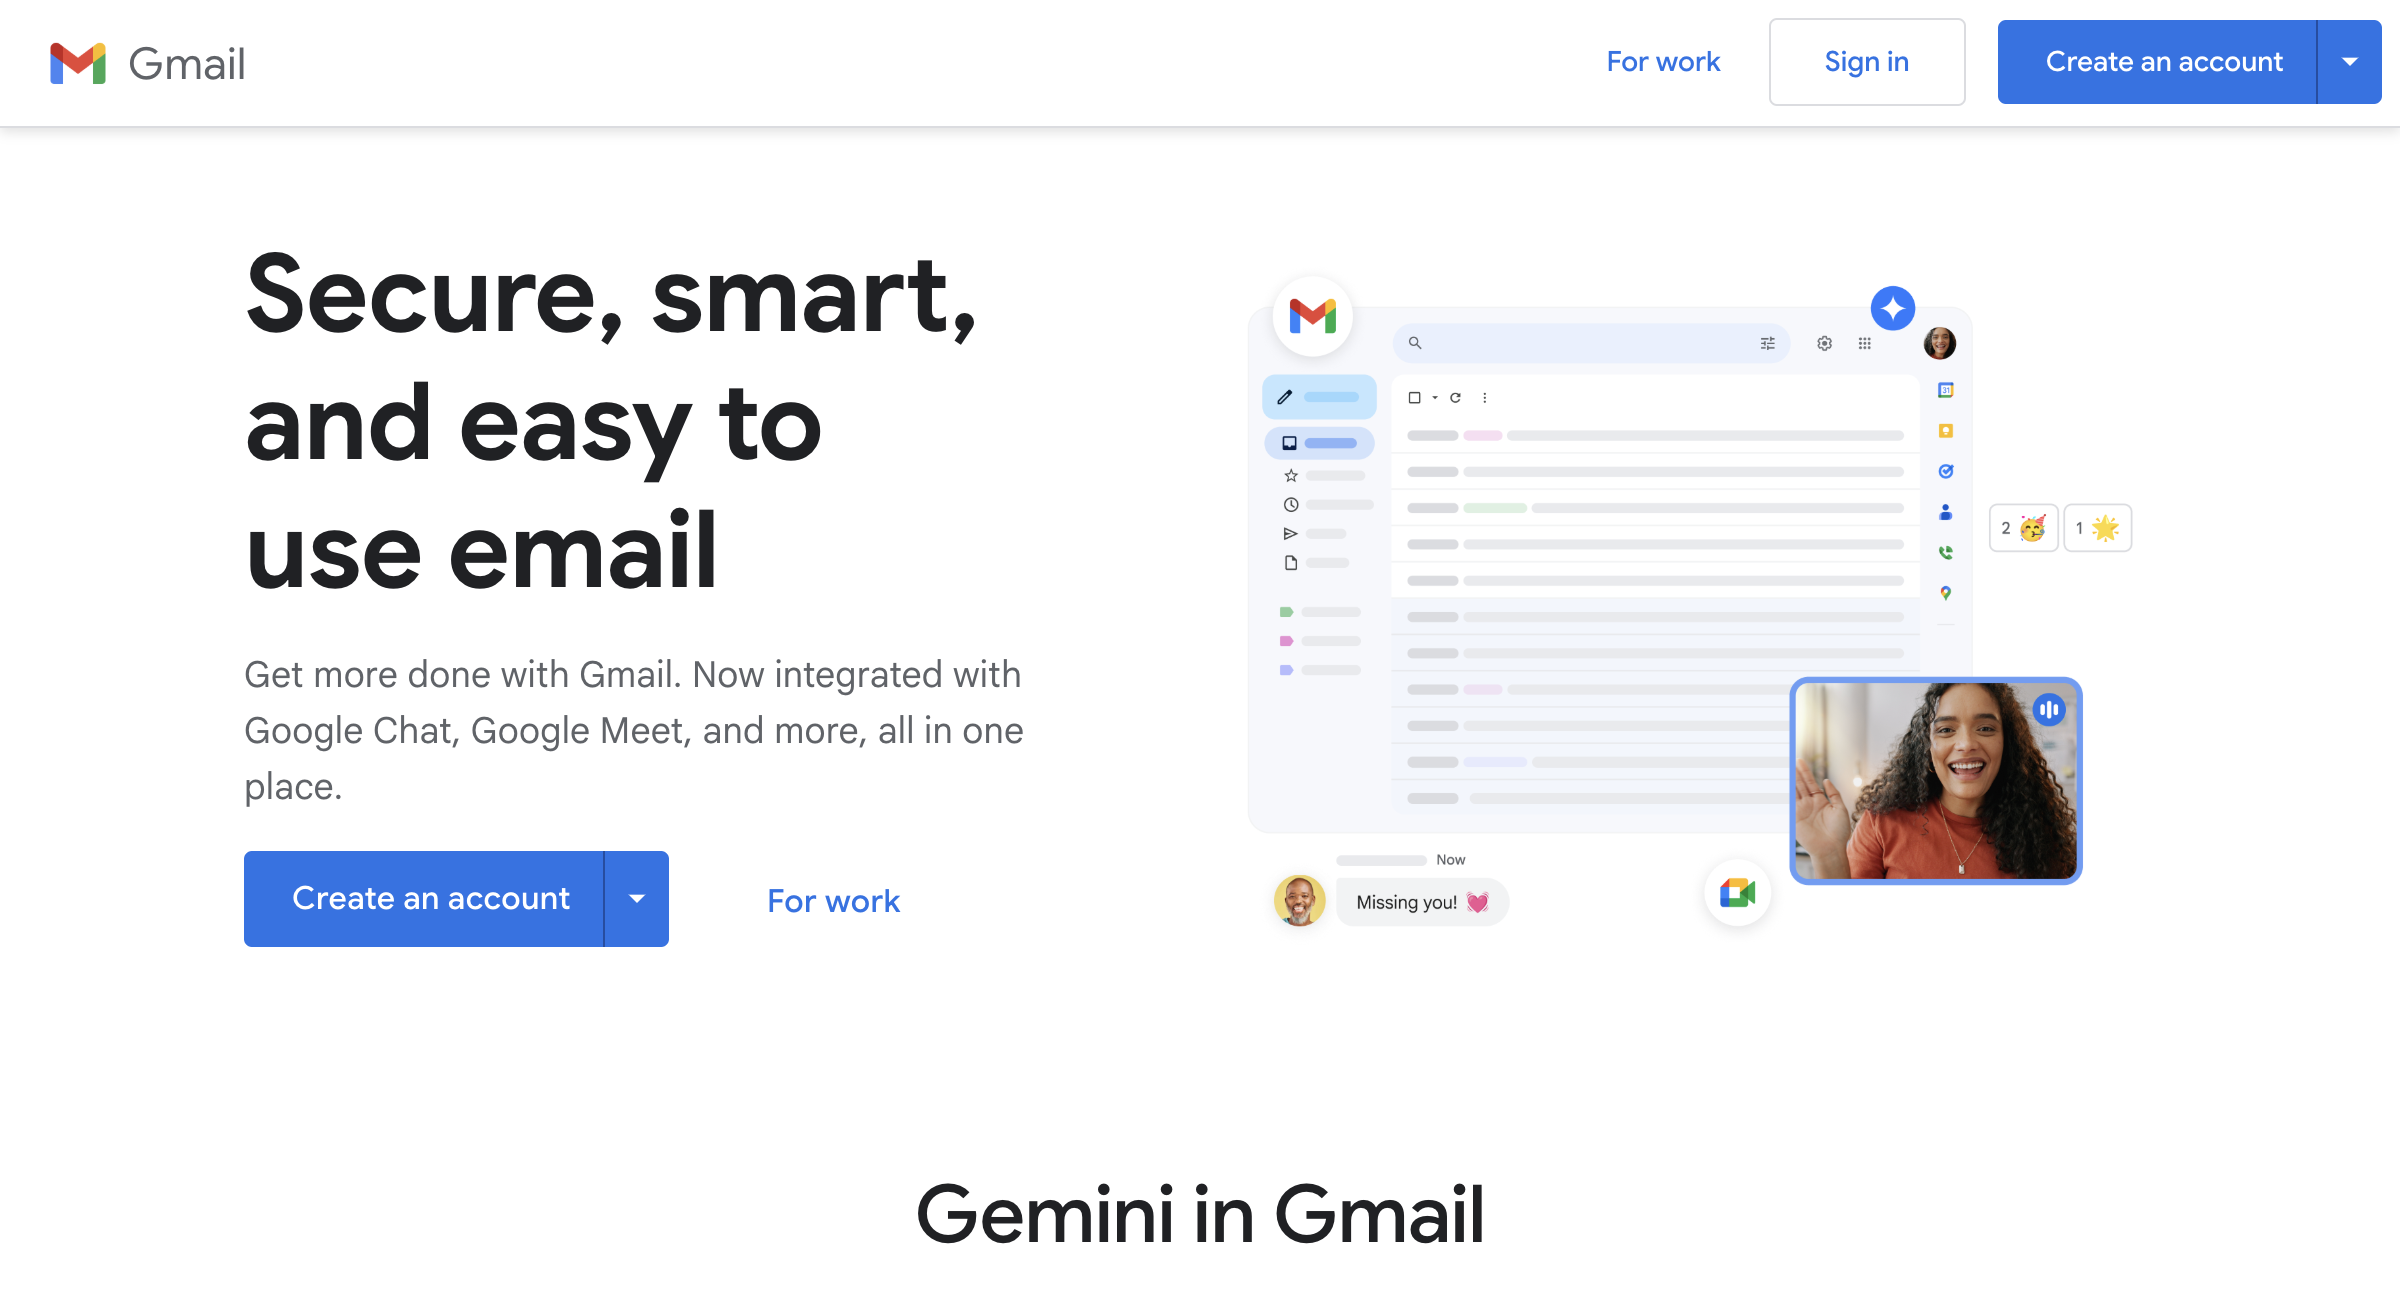 Gmail
For work
Sign in
Create an account
Secure, smart,
and easy to
use email
Get more done with Gmail. Now integrated with
Google Chat, Google Meet, and more, all in one
place.
Create an account
For work
31
2
1
Now
Missing you!
Gemini in Gmail